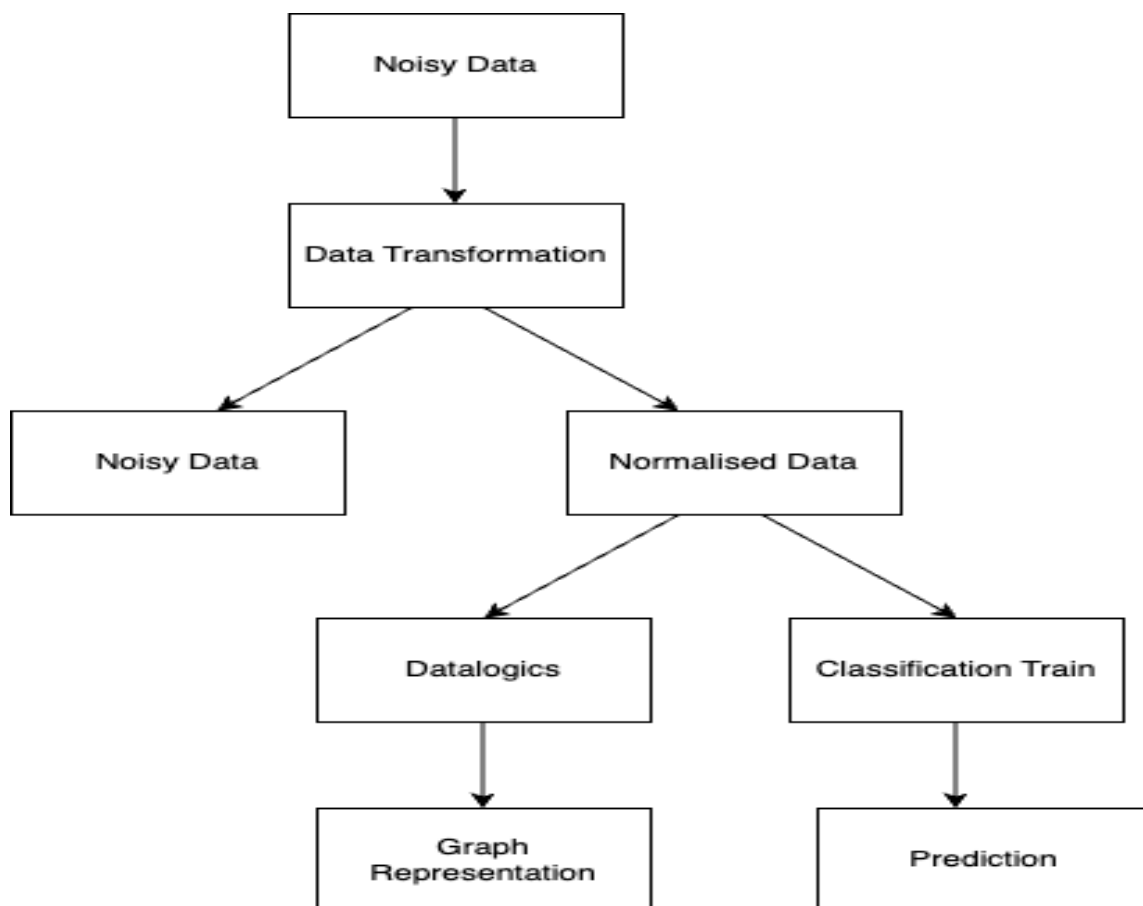 Noisy Data
Data Transformation
Noisy Data
Normalised Data
Datalogics
Classification Train
Graph
Representation
Prediction